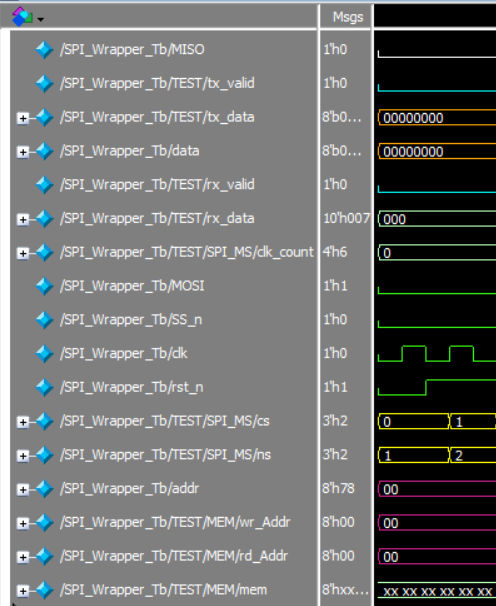 Msgs
/SPI_Wrapper_Tb/MISO 1'h0
/SPI_Wrapper_Tb/TEST/tx_valid 1'h0
/SPI_Wrapper_Tb/TEST/tx_data 8'b0... 00000000
/SPI_Wrapper_Tb/data 8'b0... 00000000
/SPI_Wrapper_Tb/TEST/rx_valid 1'h0
/SPI_Wrapper_Tb/TEST/rx_data 10'h007 000
/SPI_Wrapper_Tb/TEST/SPI_MS/clk_count 4'h6 0
/SPI_Wrapper_Tb/MOSI 1'h1
/SPI_Wrapper_Tb/SS_n 1'h0
/SPI_Wrapper_Tb/clk 1'h0
/SPI_Wrapper_Tb/rst_n 1'h1
/SPI_Wrapper_Tb/TEST/SPI_MS/cs 3'h2 0 1
/SPI_Wrapper_Tb/TEST/SPI_MS/ns 3'h2 1 2
/SPI_Wrapper_Tb/addr 8'h78 00
/SPI_Wrapper_Tb/TEST/MEM/wr_Addr 8'h00 00
/SPI_Wrapper_Tb/TEST/MEM/rd_Addr 8'h00 00
/SPI_Wrapper_Tb/TEST/MEM/mem 8'hxx... xx xx xx xx xx xx xx